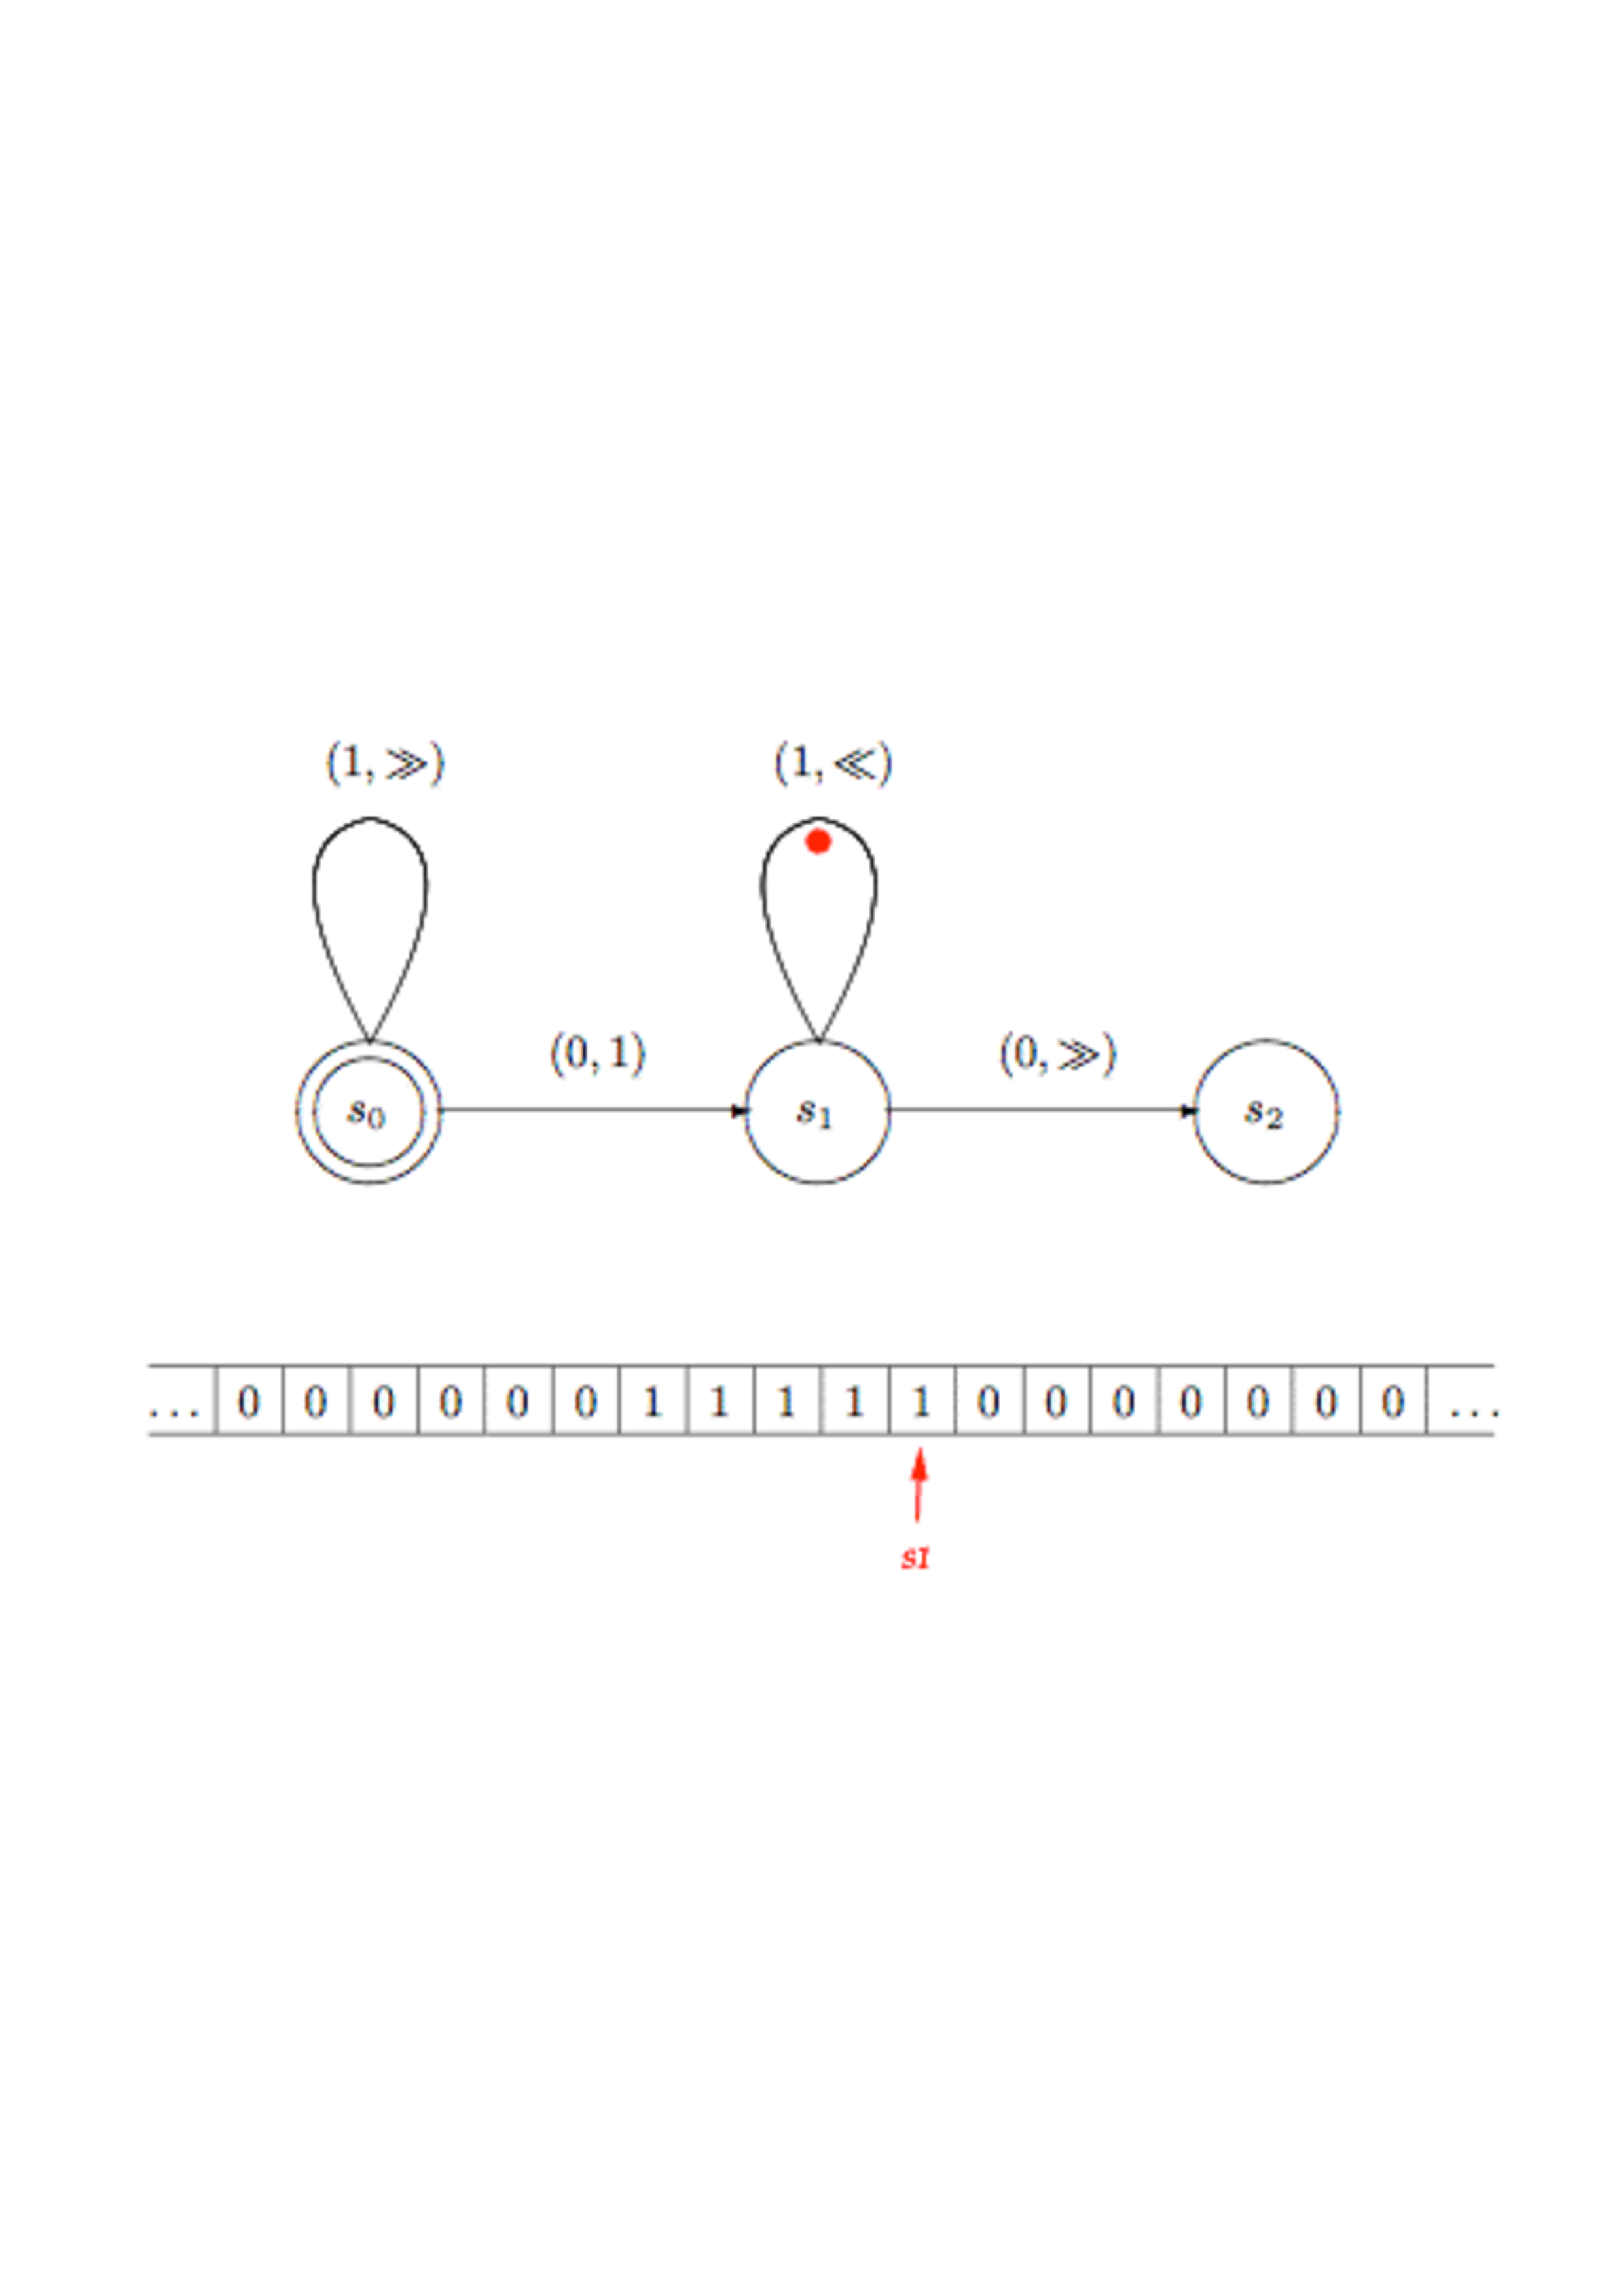 (1, ≫) (1, ≪)
(0, 1) (0, ≫)
s₀ s₁ s₂
... 0 0 0 0 0 0 1 1 1 1 1 0 0 0 0 0 0 0 ...
s1